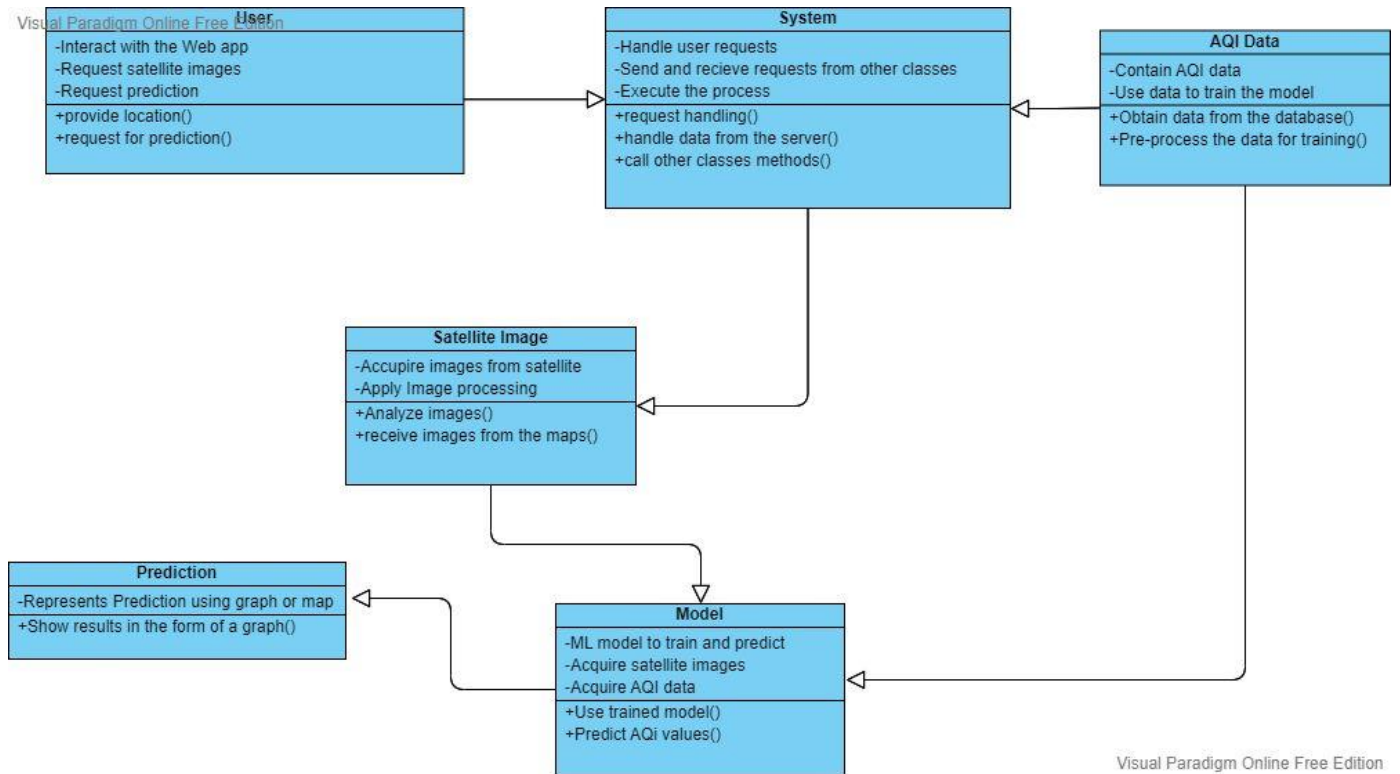 Visual Paradigm Online Free Edition
User
-Interact with the Web app
-Request satellite images
-Request prediction
+provide location()
+request for prediction()
System
-Handle user requests
-Send and recieve requests from other classes
-Execute the process
+request handling()
+handle data from the server()
+call other classes methods()
AQI Data
-Contain AQI data
-Use data to train the model
+Obtain data from the database()
+Pre-process the data for training()
Satellite Image
-Accupire images from satellite
-Apply Image processing
+Analyze images()
+receive images from the maps()
Prediction
-Represents Prediction using graph or map
+Show results in the form of a graph()
Model
-ML model to train and predict
-Acquire satellite images
-Acquire AQI data
+Use trained model()
+Predict AQi values()
Visual Paradigm Online Free Edition